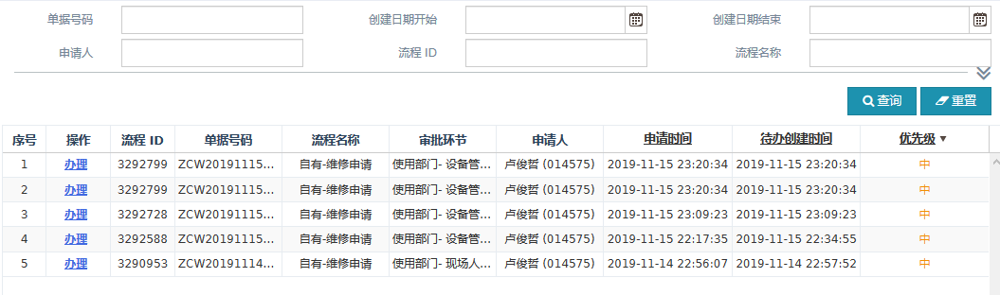 单据号码 创建日期开始 创建日期结束
申请人 流程 ID 流程名称
查询 重置
序号 操作 流程 ID 单据号码 流程名称 审批环节 申请人 申请时间 待办创建时间 优先级
1 办理 3292799 ZCW20191115... 自有-维修申请 使用部门- 设备管... 卢俊哲 (014575) 2019-11-15 23:20:34 2019-11-15 23:20:34 中
2 办理 3292799 ZCW20191115... 自有-维修申请 使用部门- 设备管... 卢俊哲 (014575) 2019-11-15 23:20:34 2019-11-15 23:20:34 中
3 办理 3292728 ZCW20191115... 自有-维修申请 使用部门- 设备管... 卢俊哲 (014575) 2019-11-15 23:09:23 2019-11-15 23:09:23 中
4 办理 3292588 ZCW20191115... 自有-维修申请 使用部门- 设备管... 卢俊哲 (014575) 2019-11-15 22:17:35 2019-11-15 22:34:55 中
5 办理 3290953 ZCW20191114... 自有-维修申请 使用部门- 现场人... 卢俊哲 (014575) 2019-11-14 22:56:07 2019-11-14 22:57:52 中